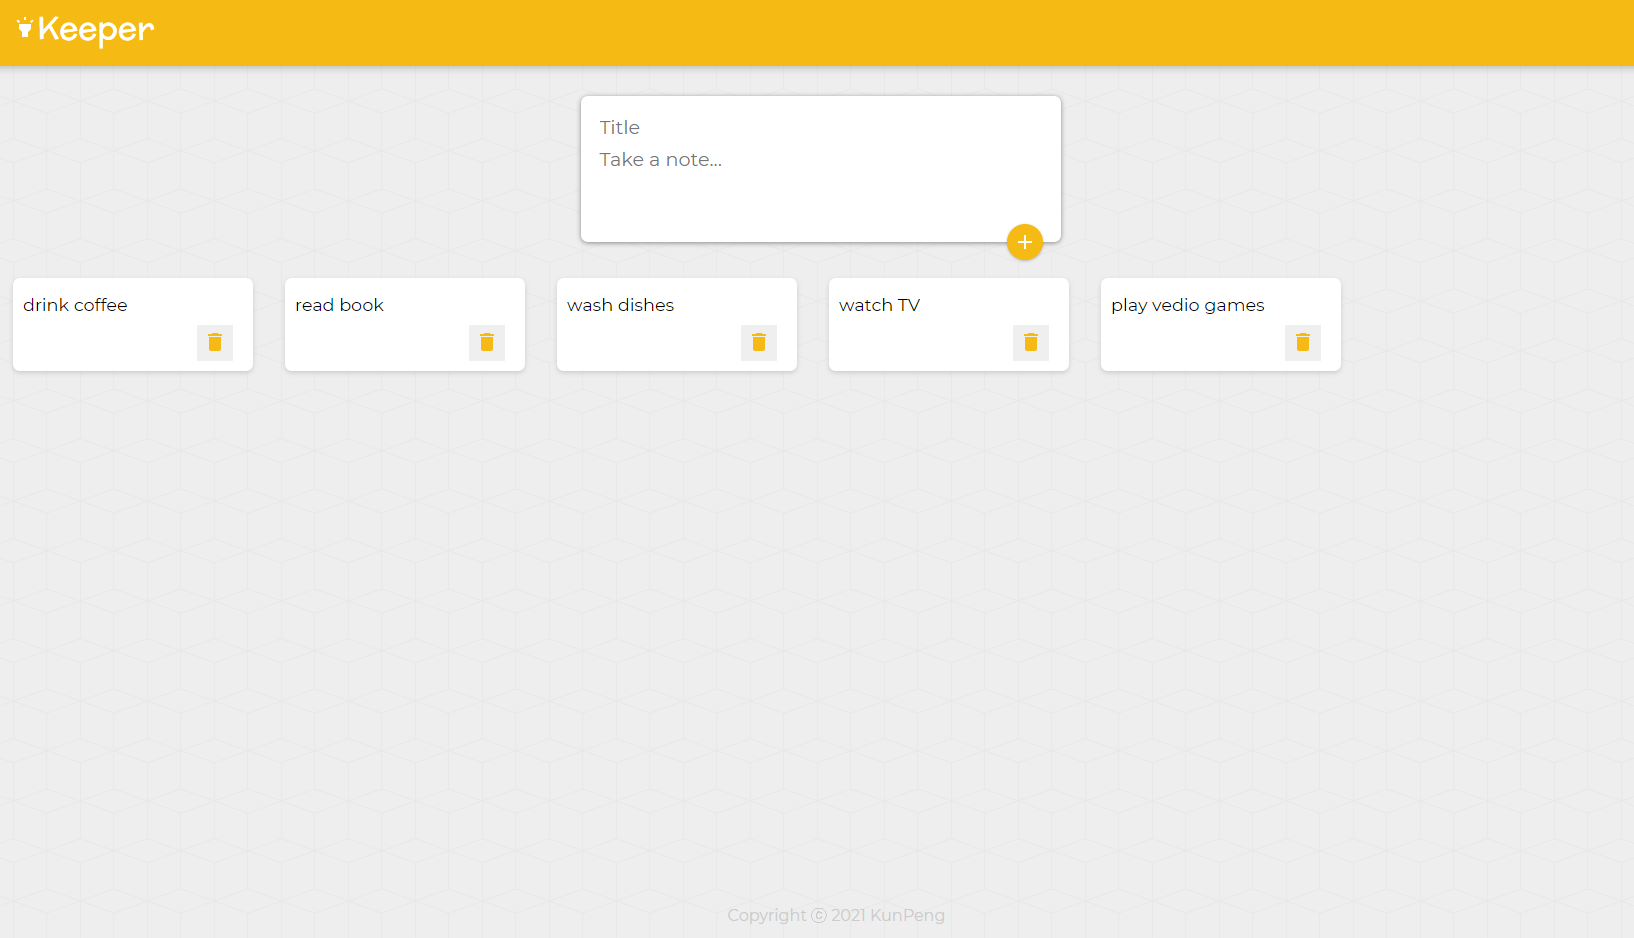 Keeper
Title
Take a note...
drink coffee
read book
wash dishes
watch TV
play vedio games
Copyright ⓒ 2021 KunPeng